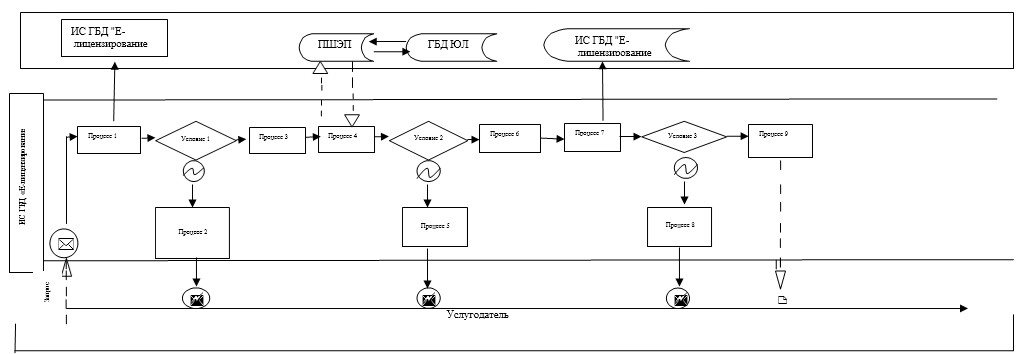 ИС ГБД "Е-
лицензирование
ПШЭП
ГБД ЮЛ
ИС ГБД "Е-
лицензирование
ИС ГБД «Е-лицензирование
Процесс 1
Условие 1
Процесс 3
Процесс 4
Условие 2
Процесс 6
Процесс 7
Условие 3
Процесс 9
Процесс 2
Процесс 5
Процесс 8
Запрос
Услугодатель